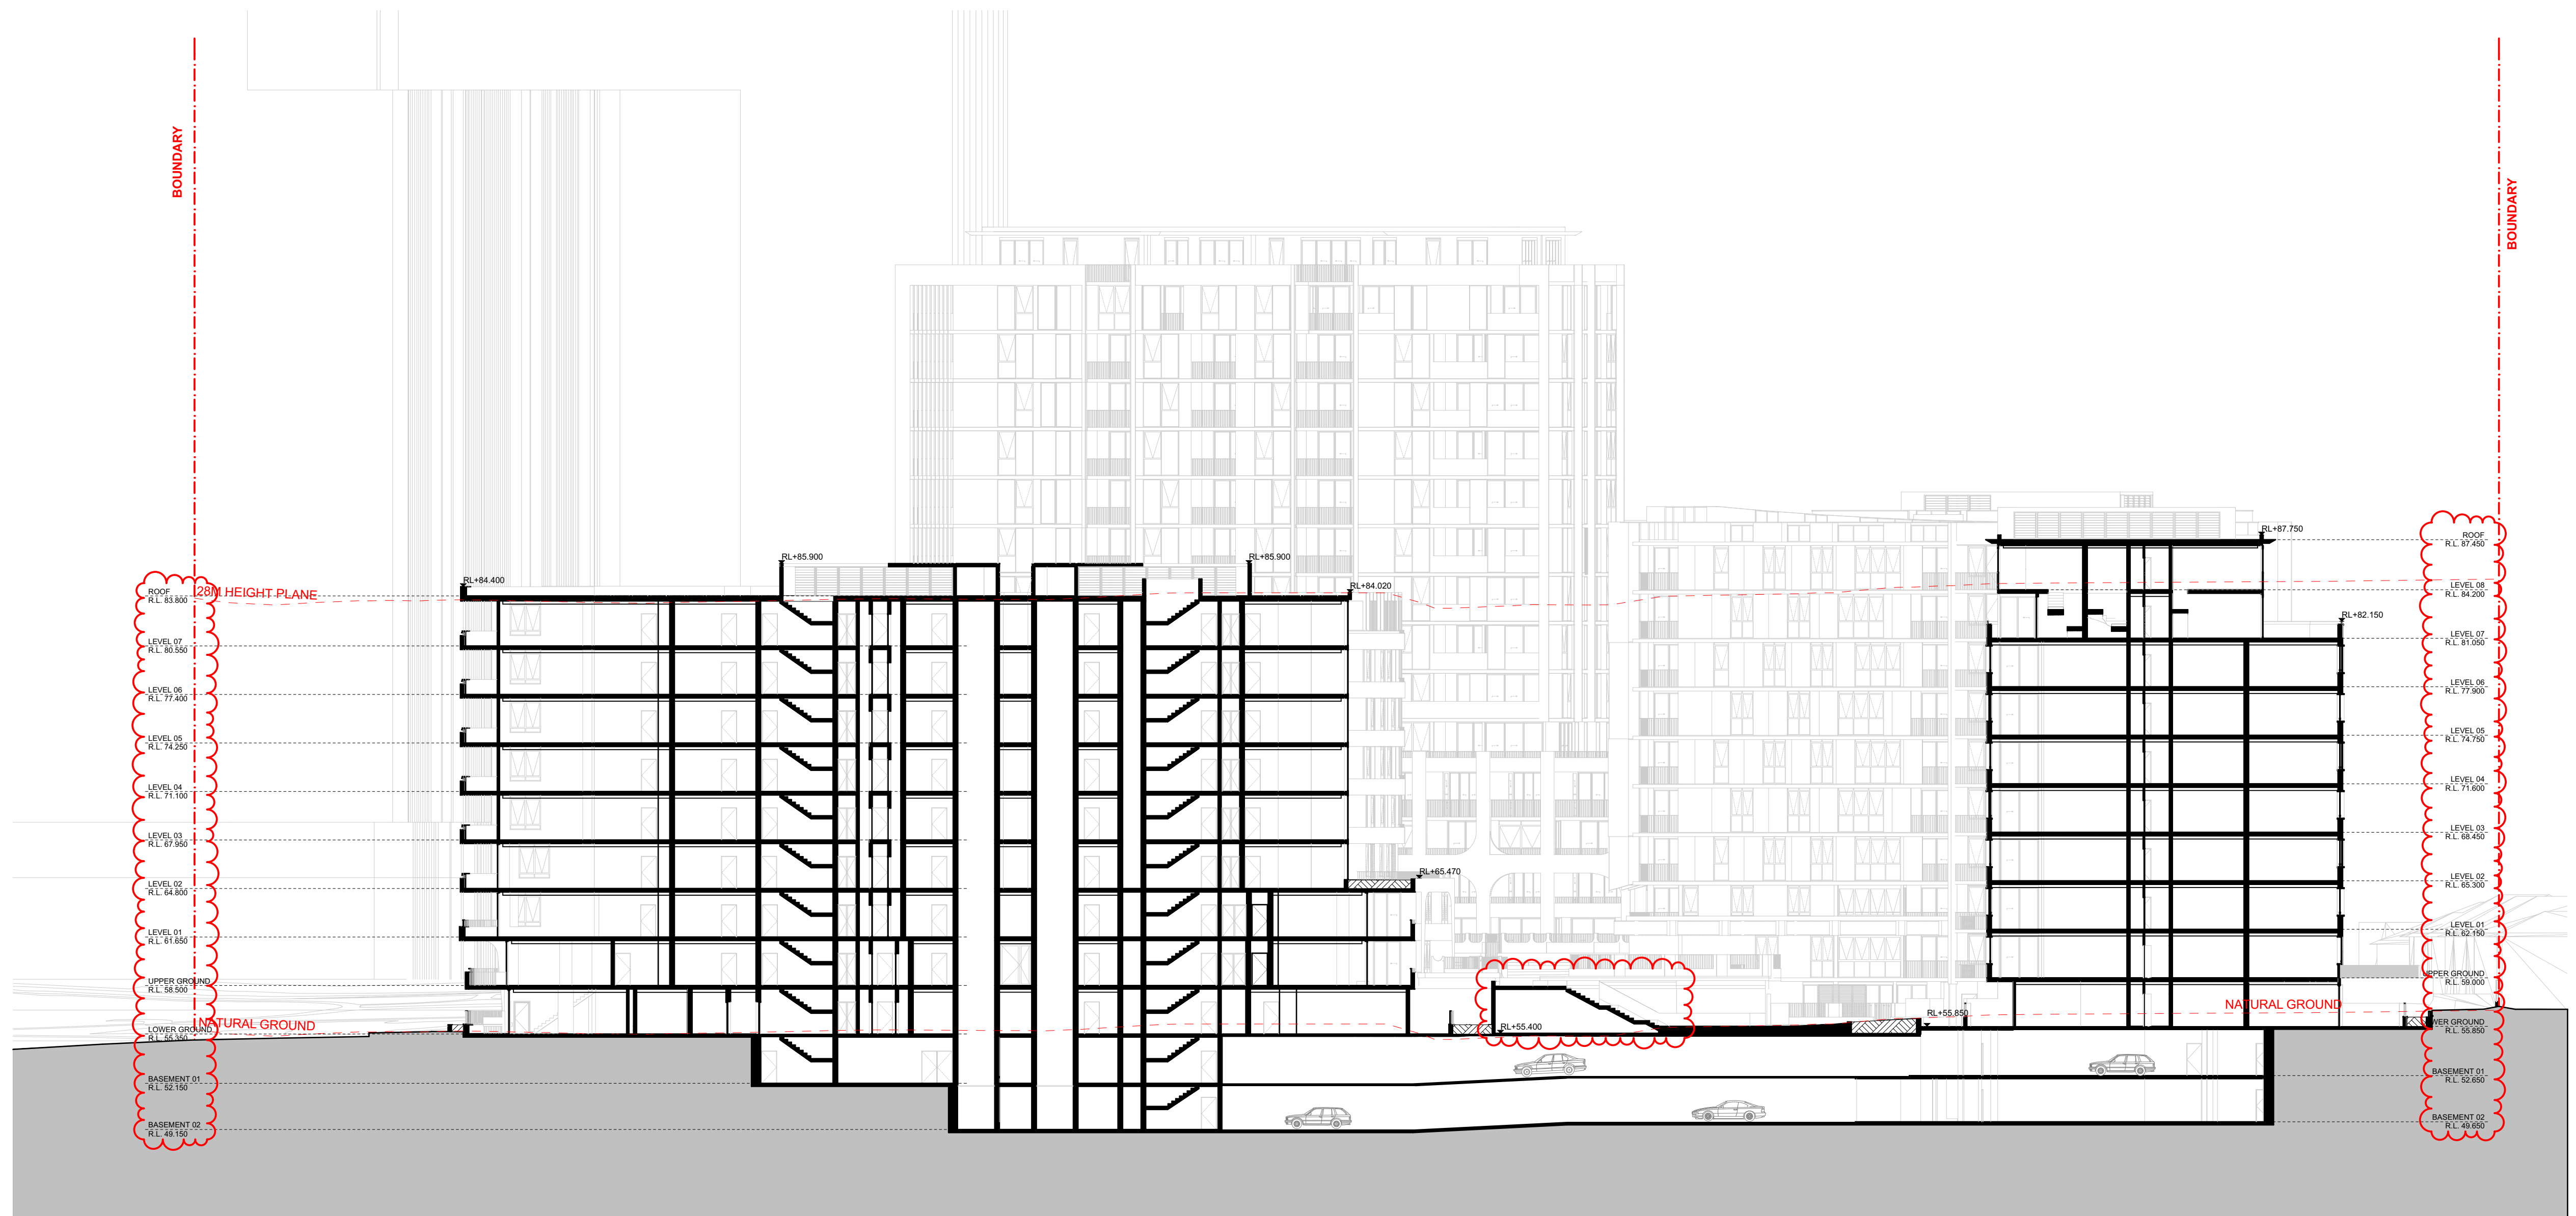 BOUNDARY
BOUNDARY
RL+87.750
RL+85.900
RL+85.900
RL+84.400
RL+84.020
RL+82.150
28M HEIGHT PLANE
ROOF
R.L. 83.800
LEVEL 07
R.L. 80.550
LEVEL 06
R.L. 77.400
LEVEL 05
R.L. 74.250
LEVEL 04
R.L. 71.100
LEVEL 03
R.L. 67.950
LEVEL 02
R.L. 64.800
LEVEL 01
R.L. 61.650
UPPER GROUND
R.L. 58.500
LOWER GROUND
R.L. 55.350
NATURAL GROUND
BASEMENT 01
R.L. 52.150
BASEMENT 02
R.L. 49.150
RL+65.470
RL+55.400
RL+55.850
NATURAL GROUND
ROOF
R.L. 87.450
LEVEL 08
R.L. 84.200
LEVEL 07
R.L. 81.050
LEVEL 06
R.L. 77.900
LEVEL 05
R.L. 74.750
LEVEL 04
R.L. 71.600
LEVEL 03
R.L. 68.450
LEVEL 02
R.L. 65.300
LEVEL 01
R.L. 62.150
UPPER GROUND
R.L. 59.000
LOWER GROUND
R.L. 55.850
BASEMENT 01
R.L. 52.650
BASEMENT 02
R.L. 49.650